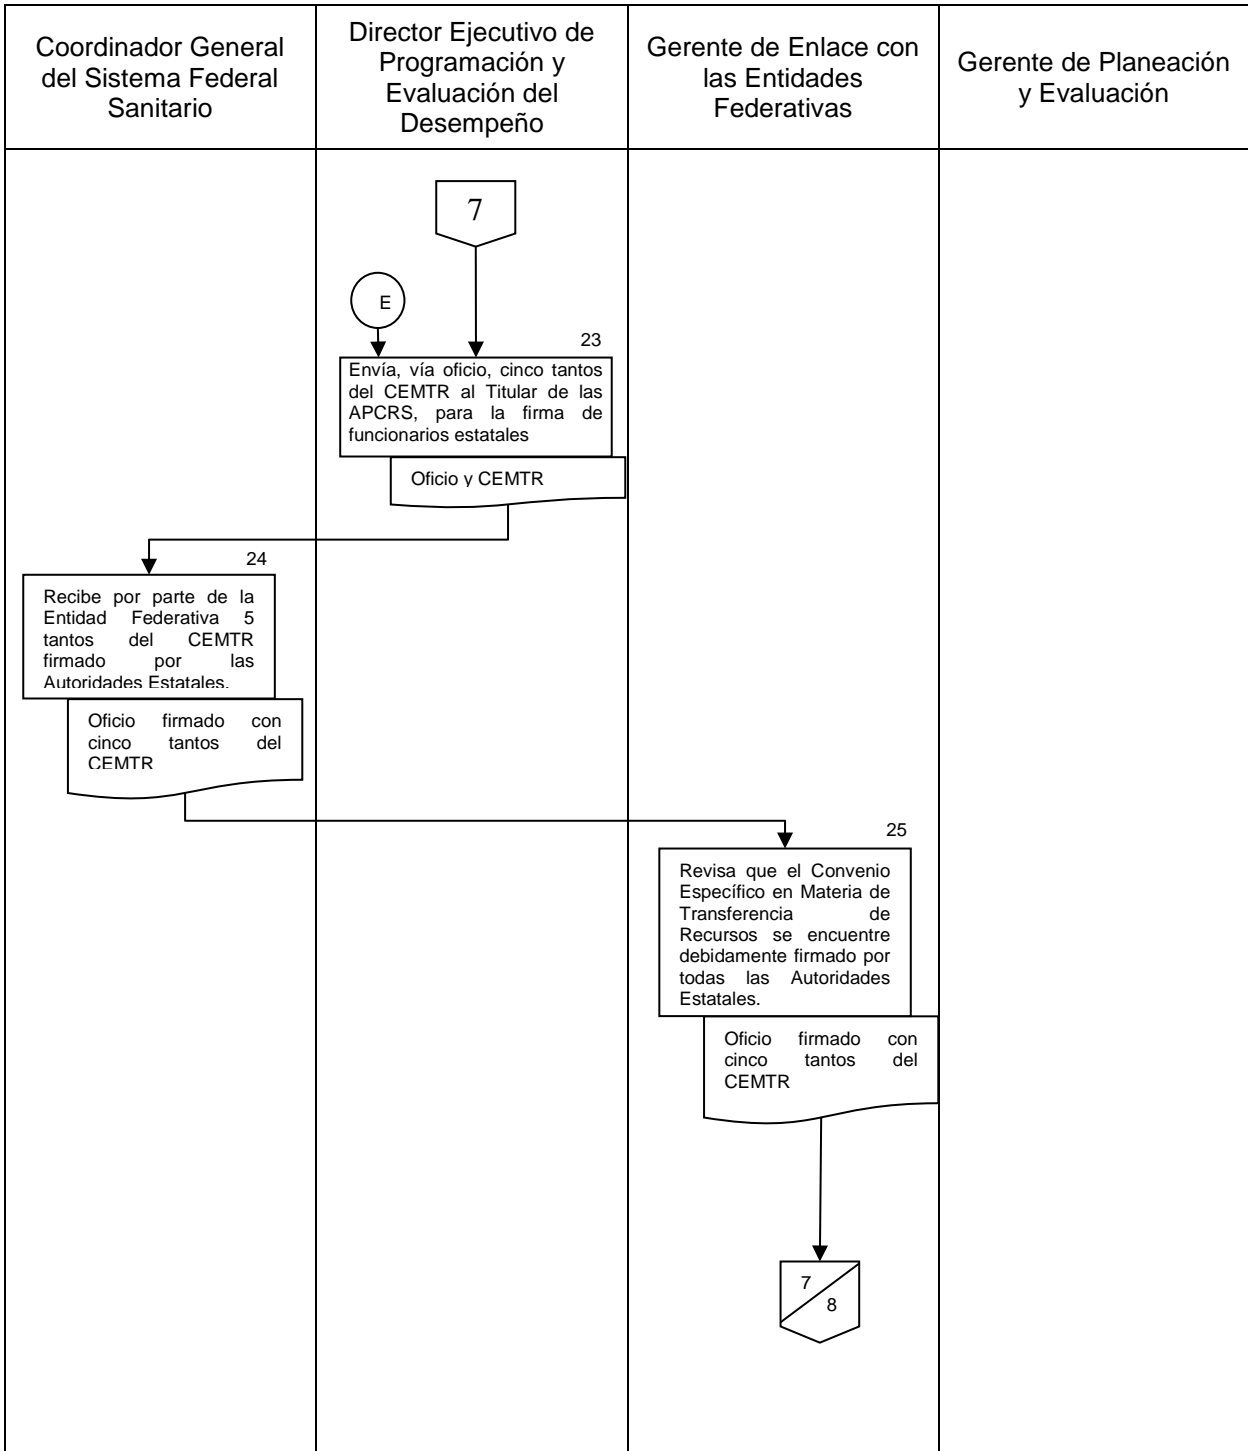 Coordinador General
del Sistema Federal
Sanitario
Director Ejecutivo de
Programación y
Evaluación del
Desempeño
Gerente de Enlace con
las Entidades
Federativas
Gerente de Planeación
y Evaluación
7
E
23
Envía, vía oficio, cinco tantos
del CEMTR al Titular de las
APCRS, para la firma de
funcionarios estatales
Oficio y CEMTR
24
Recibe por parte de la
Entidad Federativa 5
tantos del CEMTR
firmado por las
Autoridades Estatales.
Oficio firmado con
cinco tantos del
CEMTR
25
Revisa que el Convenio
Específico en Materia de
Transferencia de
Recursos se encuentre
debidamente firmado por
todas las Autoridades
Estatales.
Oficio firmado con
cinco tantos del
CEMTR
7
8